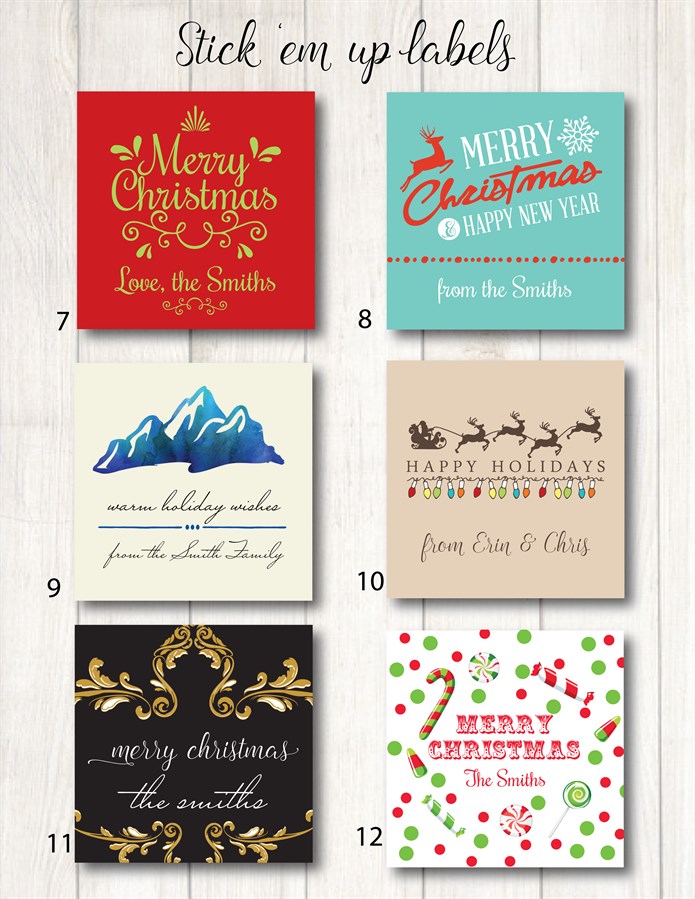 Stick 'em up labels
Merry
Christmas
Love, the Smiths
7
MERRY
Christmas
& HAPPY NEW YEAR
from the Smiths
8
warm holiday wishes
from the Smith Family
9
HAPPY HOLIDAYS
from Erin & Chris
10
merry christmas
the smiths
11
MERRY
CHRISTMAS
The Smiths
12